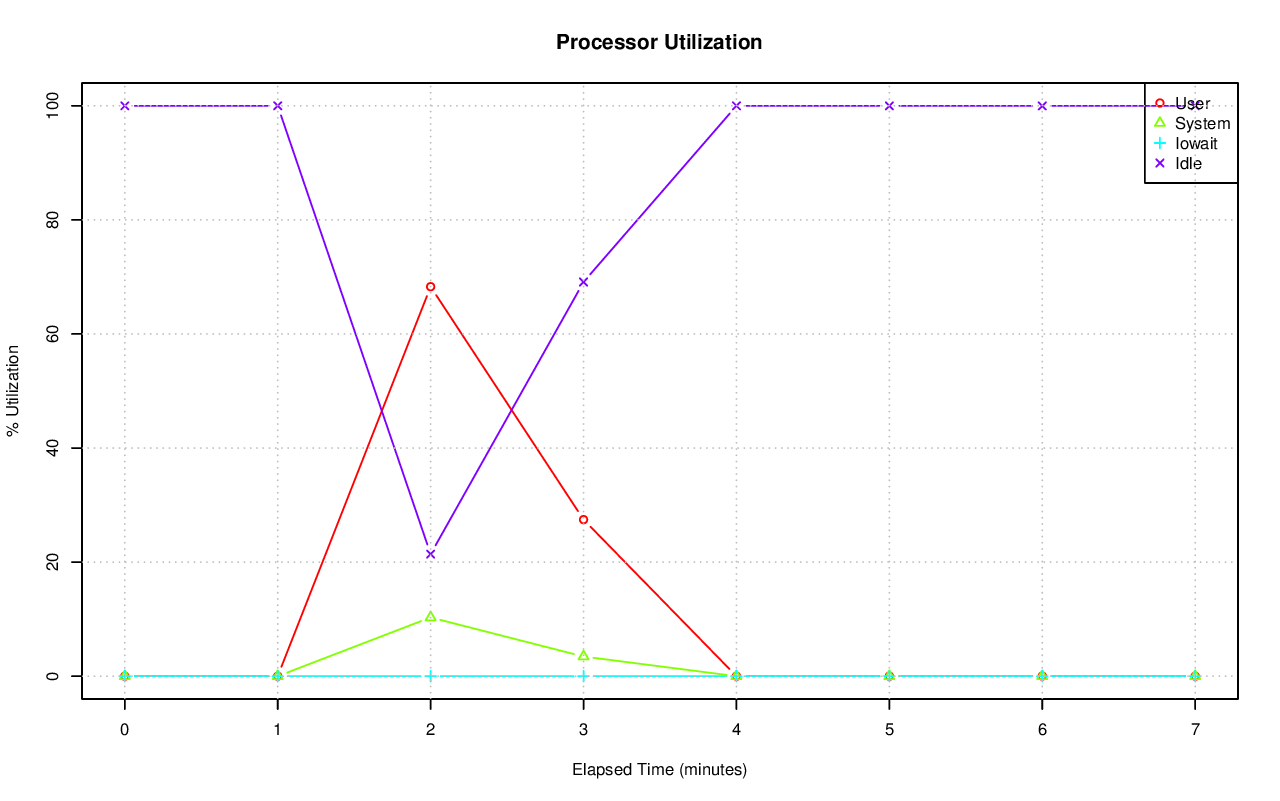 Processor Utilization
100
80
60
40
20
0
% Utilization
User
System
Iowait
Idle
0 1 2 3 4 5 6 7
Elapsed Time (minutes)